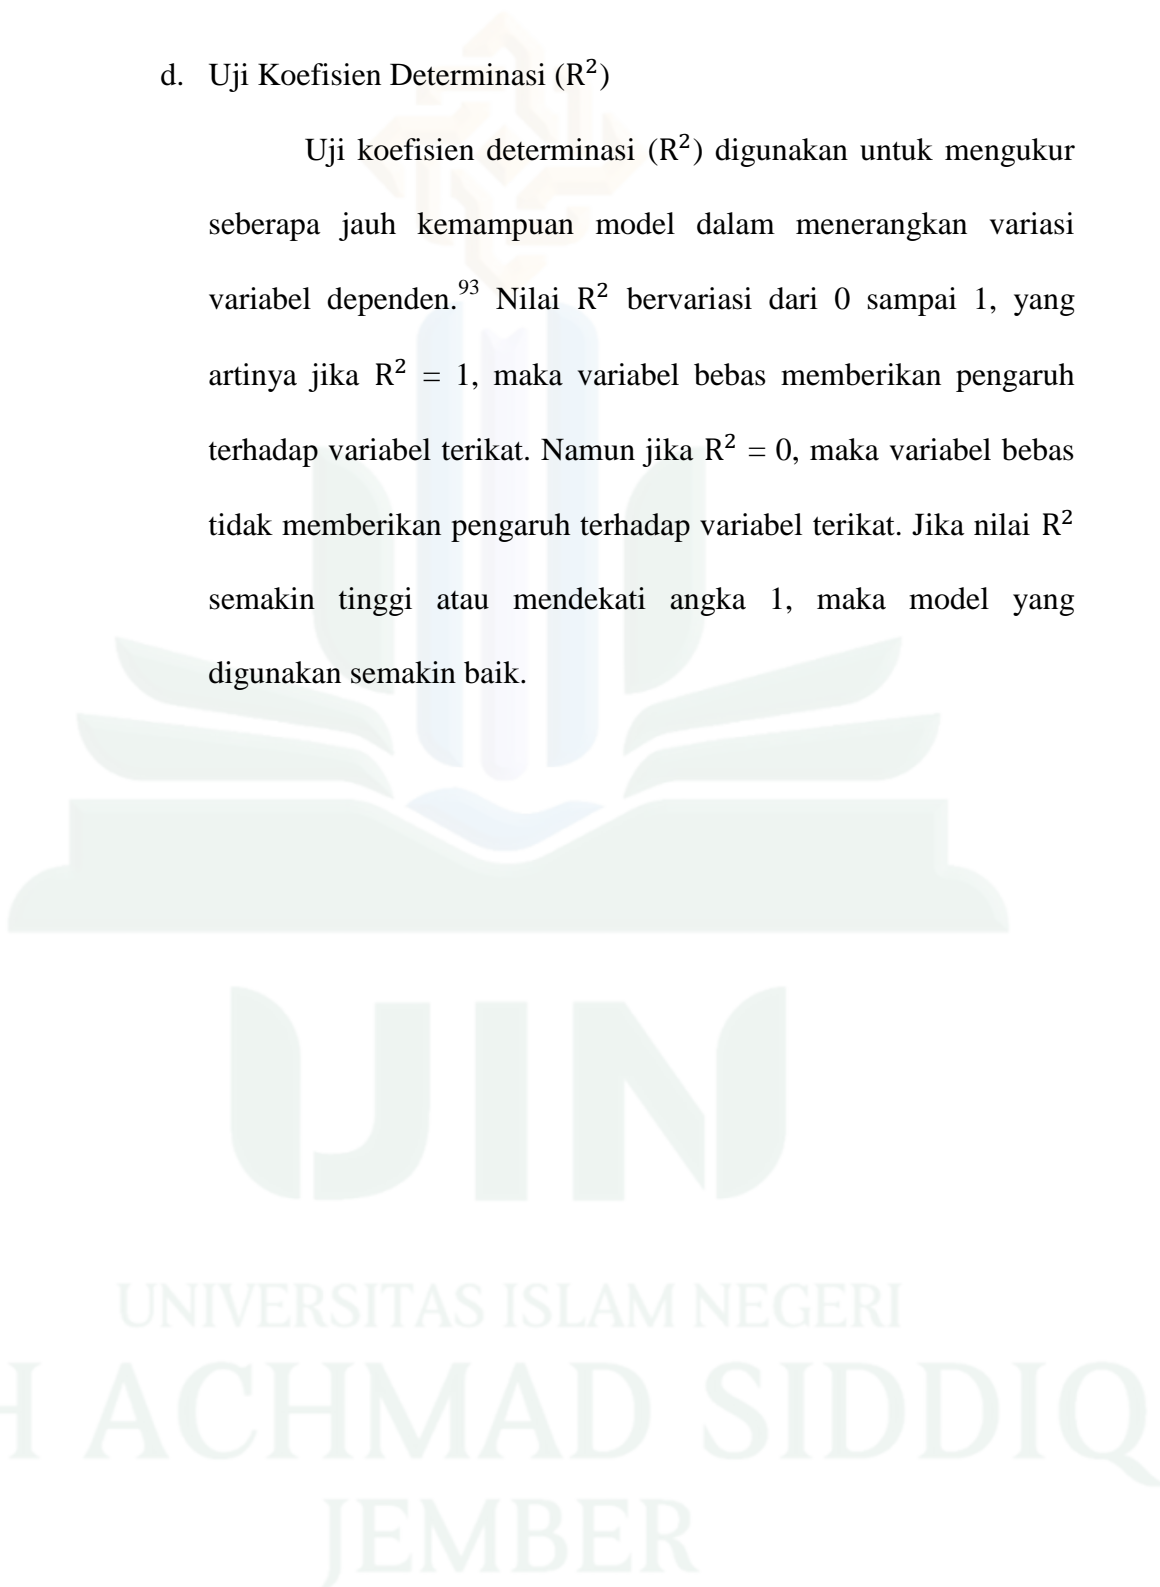 d. Uji Koefisien Determinasi (R²)
Uji koefisien determinasi (R²) digunakan untuk mengukur
seberapa jauh kemampuan model dalam menerangkan variasi
variabel dependen.⁹³ Nilai R² bervariasi dari 0 sampai 1, yang
artinya jika R² = 1, maka variabel bebas memberikan pengaruh
terhadap variabel terikat. Namun jika R² = 0, maka variabel bebas
tidak memberikan pengaruh terhadap variabel terikat. Jika nilai R²
semakin tinggi atau mendekati angka 1, maka model yang
digunakan semakin baik.
UIN
UNIVERSITAS ISLAM NEGERI
H ACHMAD SIDDIQ
JEMBER